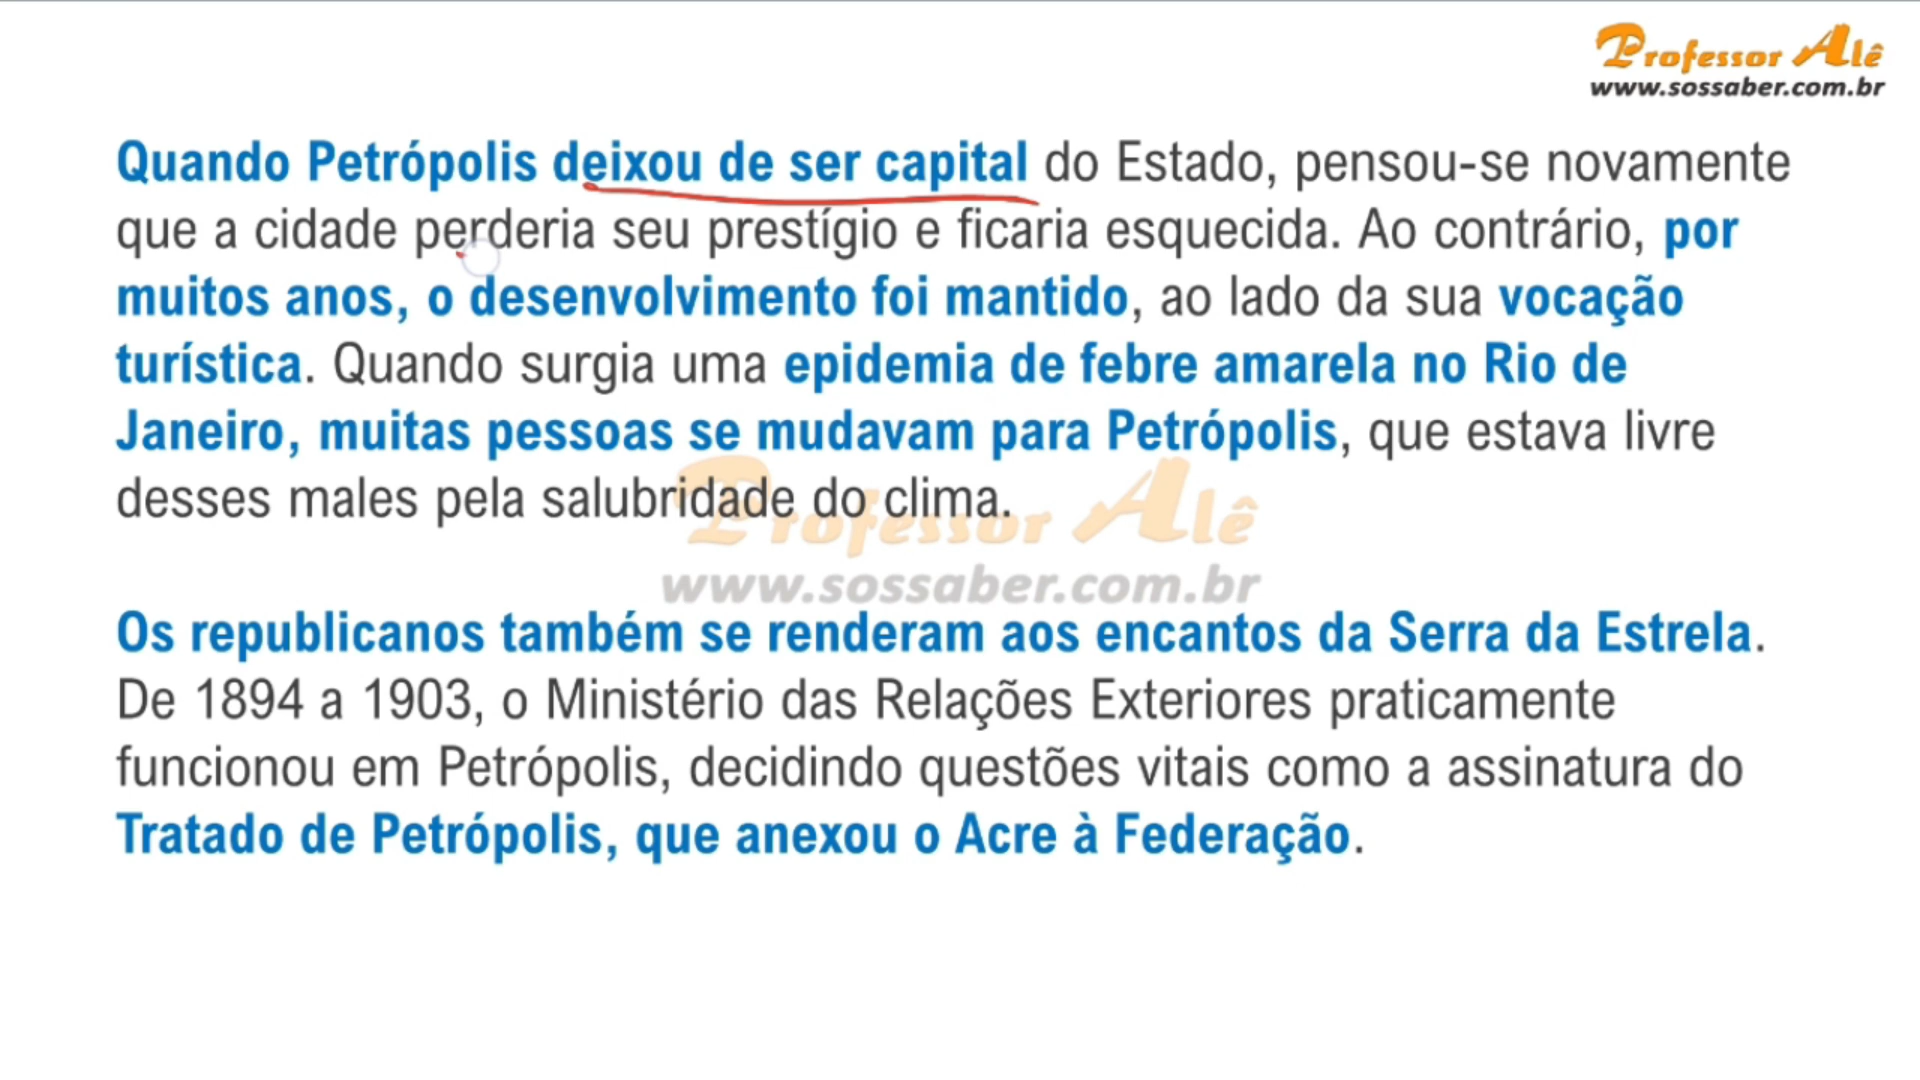 Professor Alê
www.sossaber.com.br
Quando Petrópolis deixou de ser capital do Estado, pensou-se novamente
que a cidade perderia seu prestígio e ficaria esquecida. Ao contrário, por
muitos anos, o desenvolvimento foi mantido, ao lado da sua vocação
turística. Quando surgia uma epidemia de febre amarela no Rio de
Janeiro, muitas pessoas se mudavam para Petrópolis, que estava livre
desses males pela salubridade do clima.
Professor Alê
www.sossaber.com.br
Os republicanos também se renderam aos encantos da Serra da Estrela.
De 1894 a 1903, o Ministério das Relações Exteriores praticamente
funcionou em Petrópolis, decidindo questões vitais como a assinatura do
Tratado de Petrópolis, que anexou o Acre à Federação.